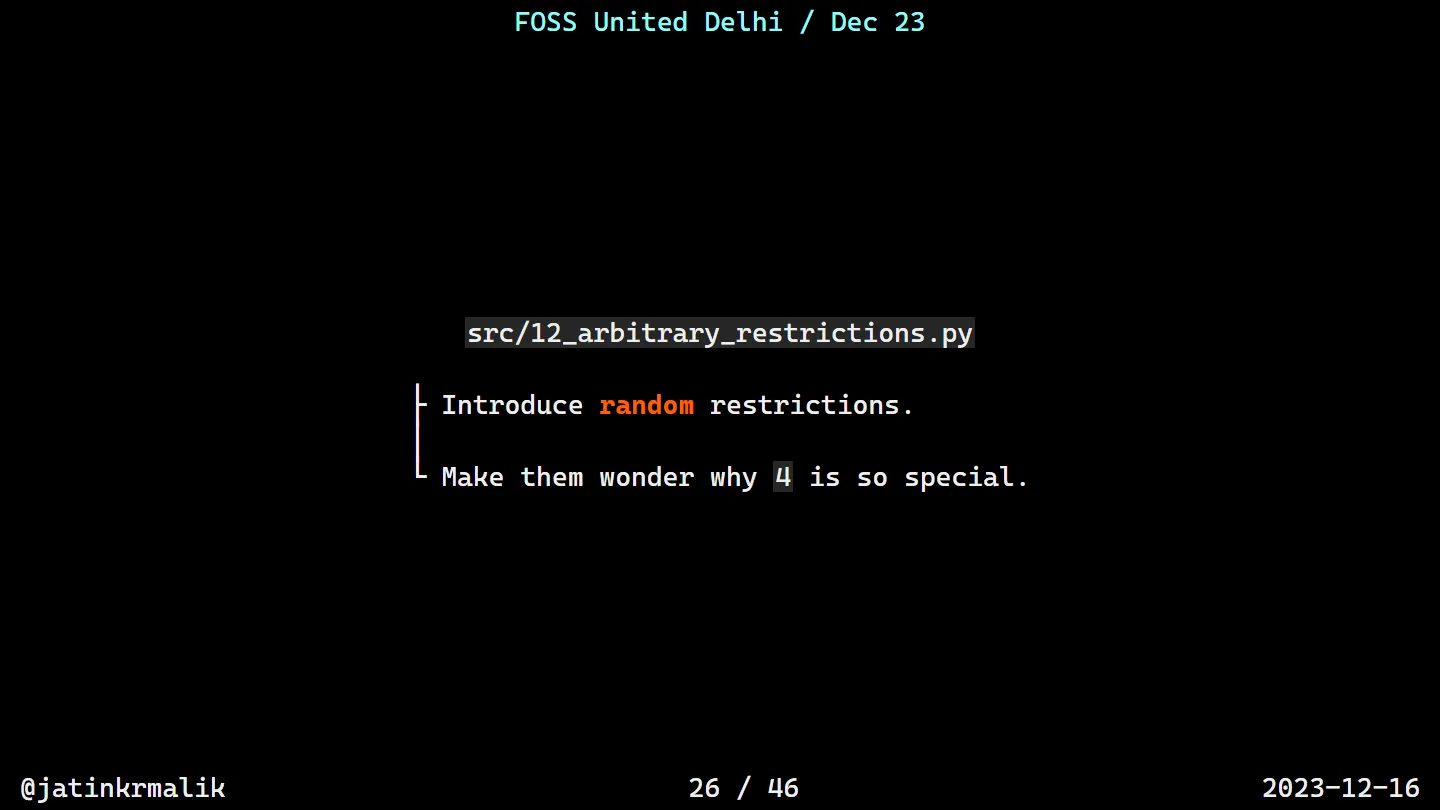 FOSS United Delhi / Dec 23
src/12_arbitrary_restrictions.py
Introduce random restrictions.
Make them wonder why 4 is so special.
@jatinkrmalik
26 / 46
2023-12-16